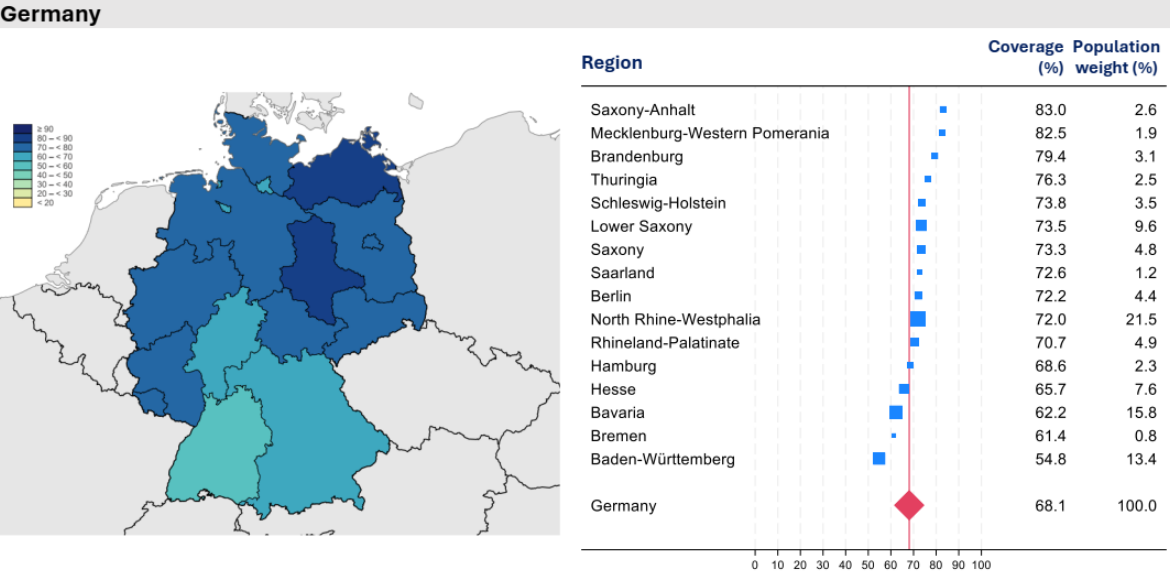 Germany
≥ 90
80 – < 90
70 – < 80
60 – < 70
50 – < 60
40 – < 50
30 – < 40
20 – < 30
< 20
Region Coverage (%) Population weight (%)
Saxony-Anhalt 83.0 2.6
Mecklenburg-Western Pomerania 82.5 1.9
Brandenburg 79.4 3.1
Thuringia 76.3 2.5
Schleswig-Holstein 73.8 3.5
Lower Saxony 73.5 9.6
Saxony 73.3 4.8
Saarland 72.6 1.2
Berlin 72.2 4.4
North Rhine-Westphalia 72.0 21.5
Rhineland-Palatinate 70.7 4.9
Hamburg 68.6 2.3
Hesse 65.7 7.6
Bavaria 62.2 15.8
Bremen 61.4 0.8
Baden-Württemberg 54.8 13.4
Germany 68.1 100.0
0 10 20 30 40 50 60 70 80 90 100